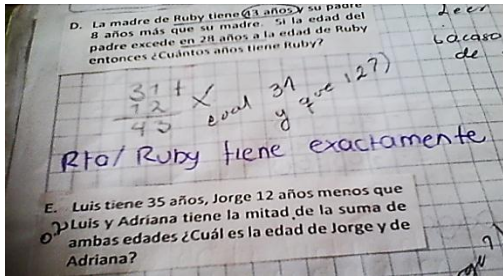 D. La madre de Ruby tiene 43 años y su padre
8 años más que su madre. Si la edad del
padre excede en 28 años a la edad de Ruby
entonces ¿Cuántos años tiene Ruby?
Leer
acaso
de
31 +
12
43
cual 31
y que 12?)
Rta/ Ruby tiene exactamente
E. Luis tiene 35 años, Jorge 12 años menos que
Luis y Adriana tiene la mitad de la suma de
ambas edades ¿Cuál es la edad de Jorge y de
Adriana?